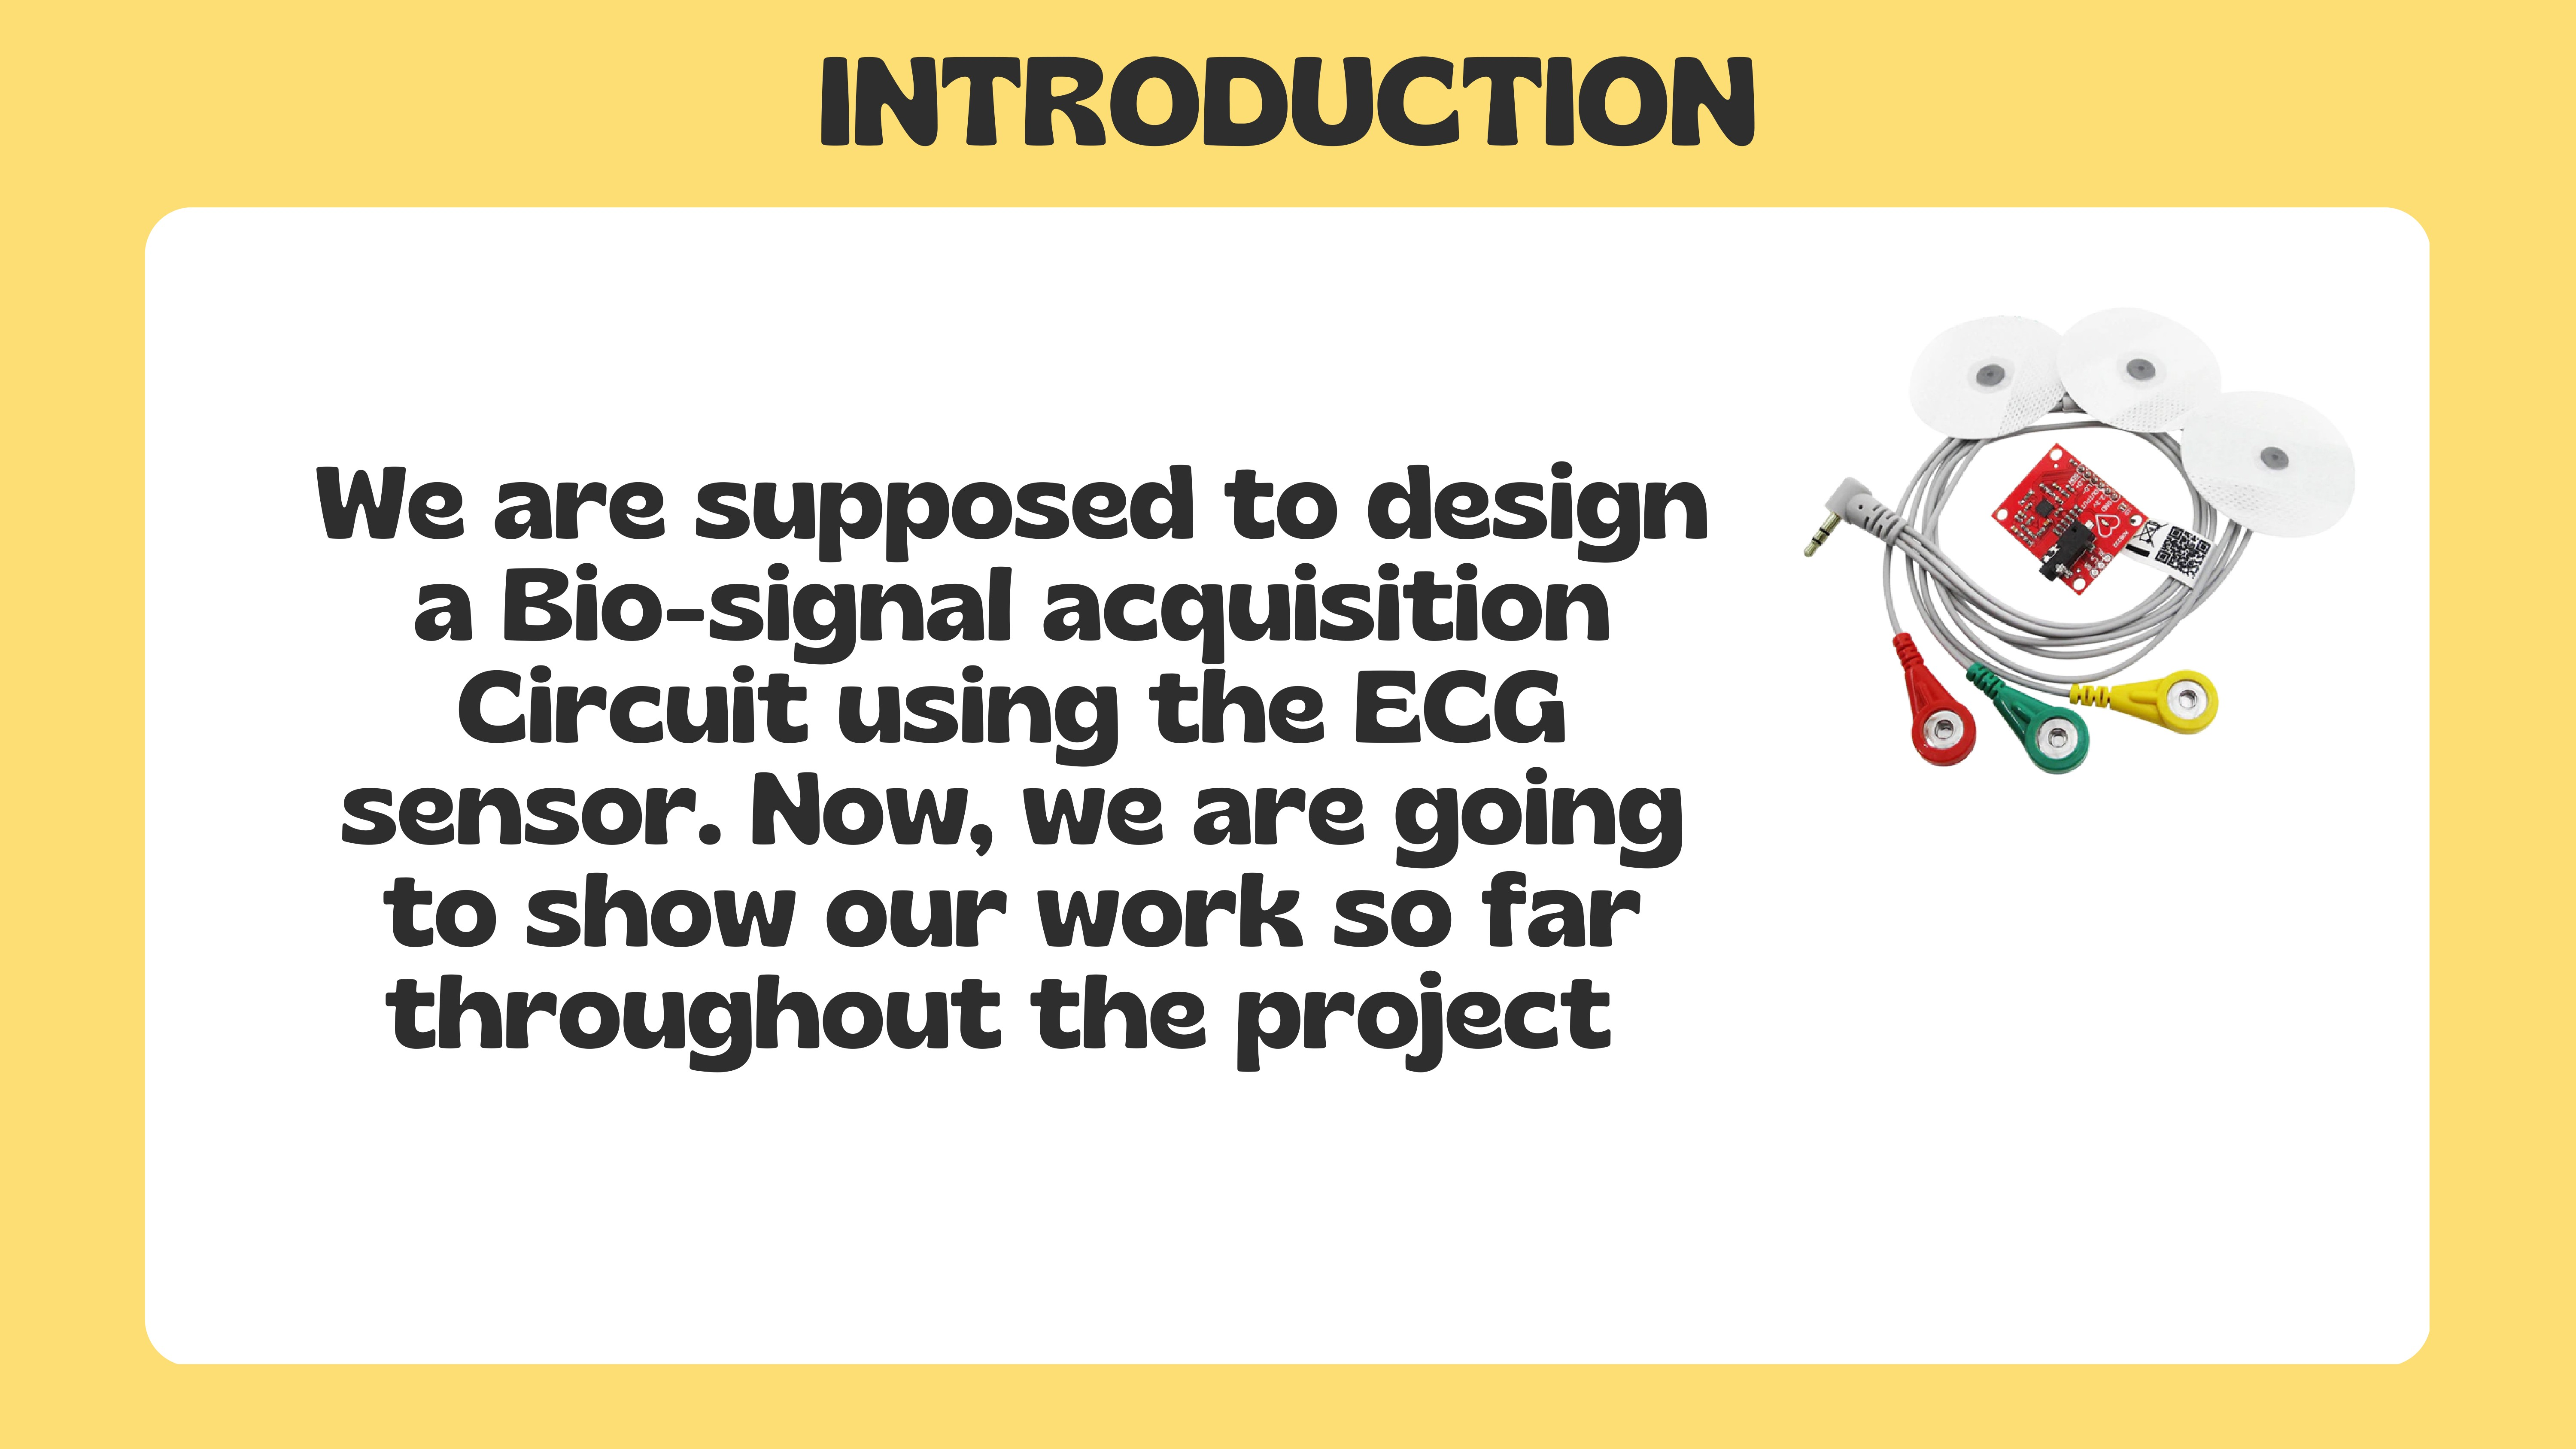 INTRODUCTION
We are supposed to design
a Bio-signal acquisition
Circuit using the ECG
sensor. Now, we are going
to show our work so far
throughout the project